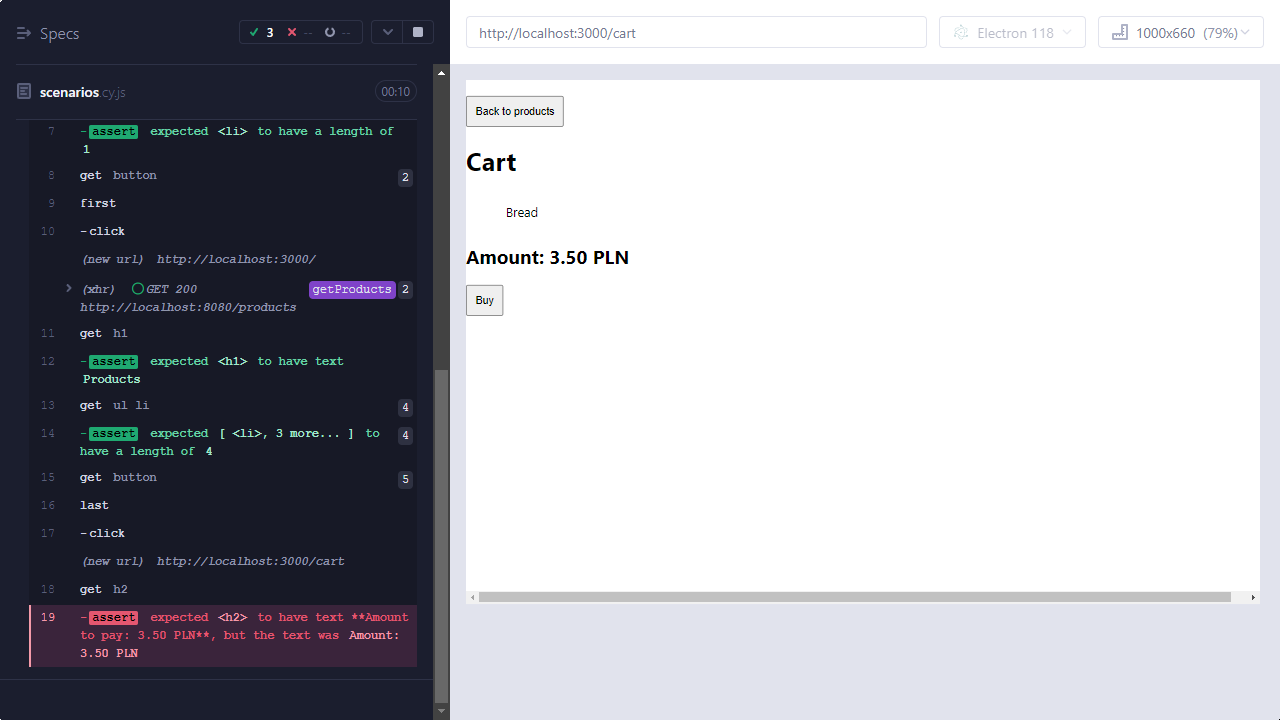 Specs
3
--
--
http://localhost:3000/cart
Electron 118
1000x660 (79%)
scenarios.cy.js
00:10
7 -assert expected <li> to have a length of
1
8 get button 2
9 first
10 -click
(new url) http://localhost:3000/
(xhr) GET 200 getProducts 2
http://localhost:8080/products
11 get h1
12 -assert expected <h1> to have text
Products
13 get ul li 4
14 -assert expected [ <li>, 3 more... ] to 4
have a length of 4
15 get button 5
16 last
17 -click
(new url) http://localhost:3000/cart
18 get h2
19 -assert expected <h2> to have text **Amount
to pay: 3.50 PLN**, but the text was Amount:
3.50 PLN
Back to products
Cart
Bread
Amount: 3.50 PLN
Buy